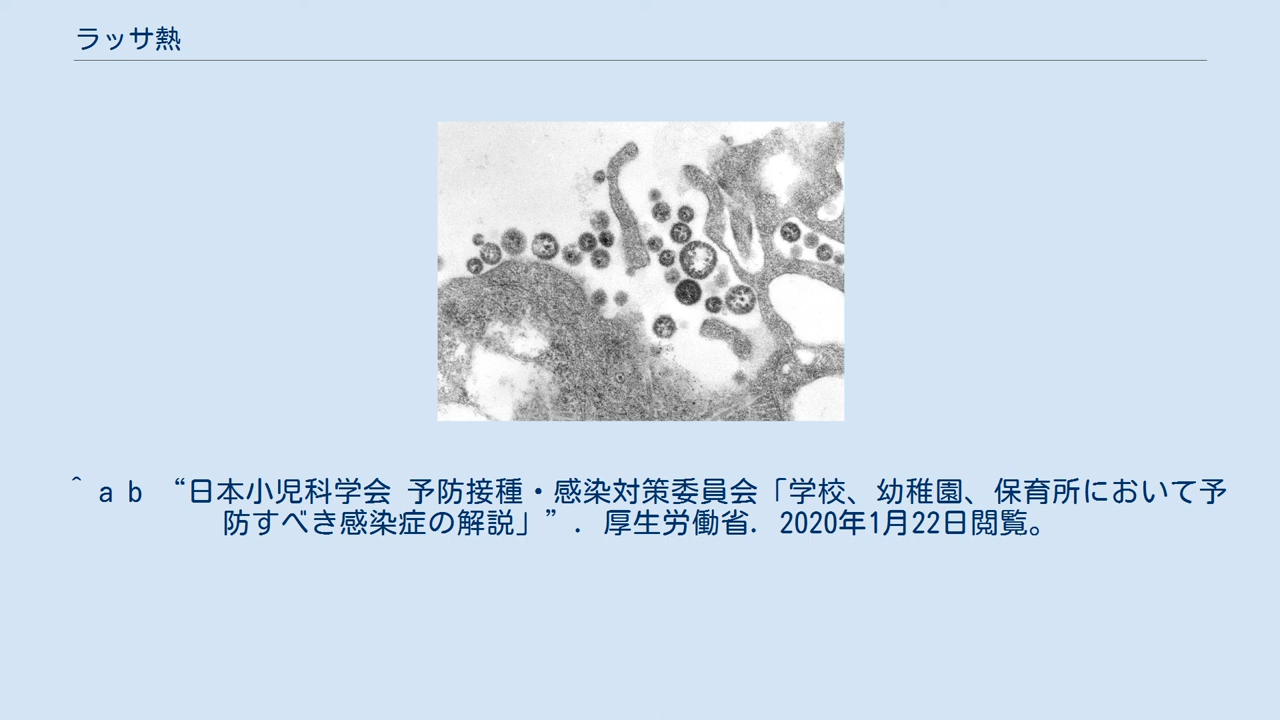 ラッサ熱
^ a b “日本小児科学会 予防接種・感染対策委員会「学校、幼稚園、保育所において予
防すべき感染症の解説」”. 厚生労働省. 2020年1月22日閲覧。